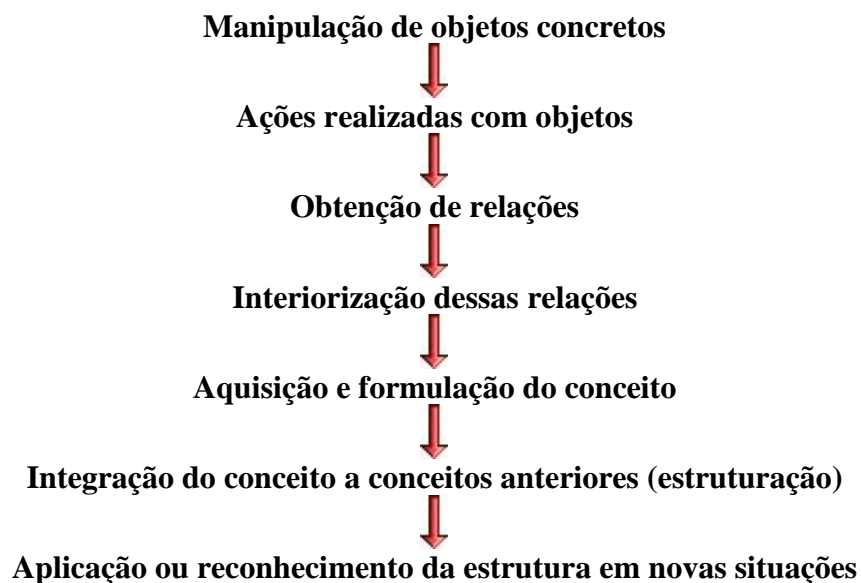 Manipulação de objetos concretos
Ações realizadas com objetos
Obtenção de relações
Interiorização dessas relações
Aquisição e formulação do conceito
Integração do conceito a conceitos anteriores (estruturação)
Aplicação ou reconhecimento da estrutura em novas situações